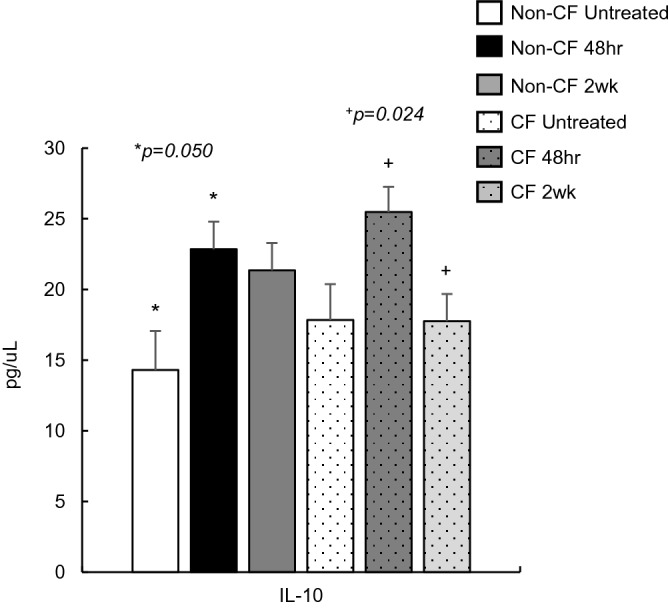 Non-CF Untreated
Non-CF 48hr
Non-CF 2wk
CF Untreated
CF 48hr
CF 2wk
+p=0.024
*p=0.050
30
25
20
15
10
5
0
pg/uL
*
*
+
+
IL-10